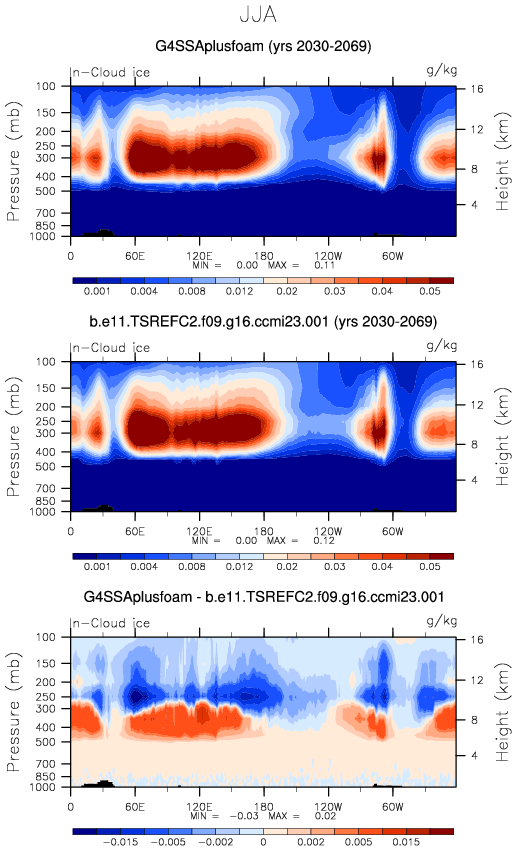 JJA
G4SSAplusfoam (yrs 2030-2069)
In-Cloud ice g/kg
Pressure (mb)
100
150
200
250
300
400
500
700
850
1000
16
12
8
4
Height (km)
0 60E 120E 180 120W 60W
MIN = 0.00 MAX = 0.11
0.001 0.004 0.008 0.012 0.02 0.03 0.04 0.05
b.e11.TSREFC2.f09.g16.ccmi23.001 (yrs 2030-2069)
In-Cloud ice g/kg
Pressure (mb)
100
150
200
250
300
400
500
700
850
1000
16
12
8
4
Height (km)
0 60E 120E 180 120W 60W
MIN = 0.00 MAX = 0.12
0.001 0.004 0.008 0.012 0.02 0.03 0.04 0.05
G4SSAplusfoam - b.e11.TSREFC2.f09.g16.ccmi23.001
In-Cloud ice g/kg
Pressure (mb)
100
150
200
250
300
400
500
700
850
1000
16
12
8
4
Height (km)
0 60E 120E 180 120W 60W
MIN = -0.03 MAX = 0.02
-0.015 -0.005 -0.002 0 0.002 0.005 0.015